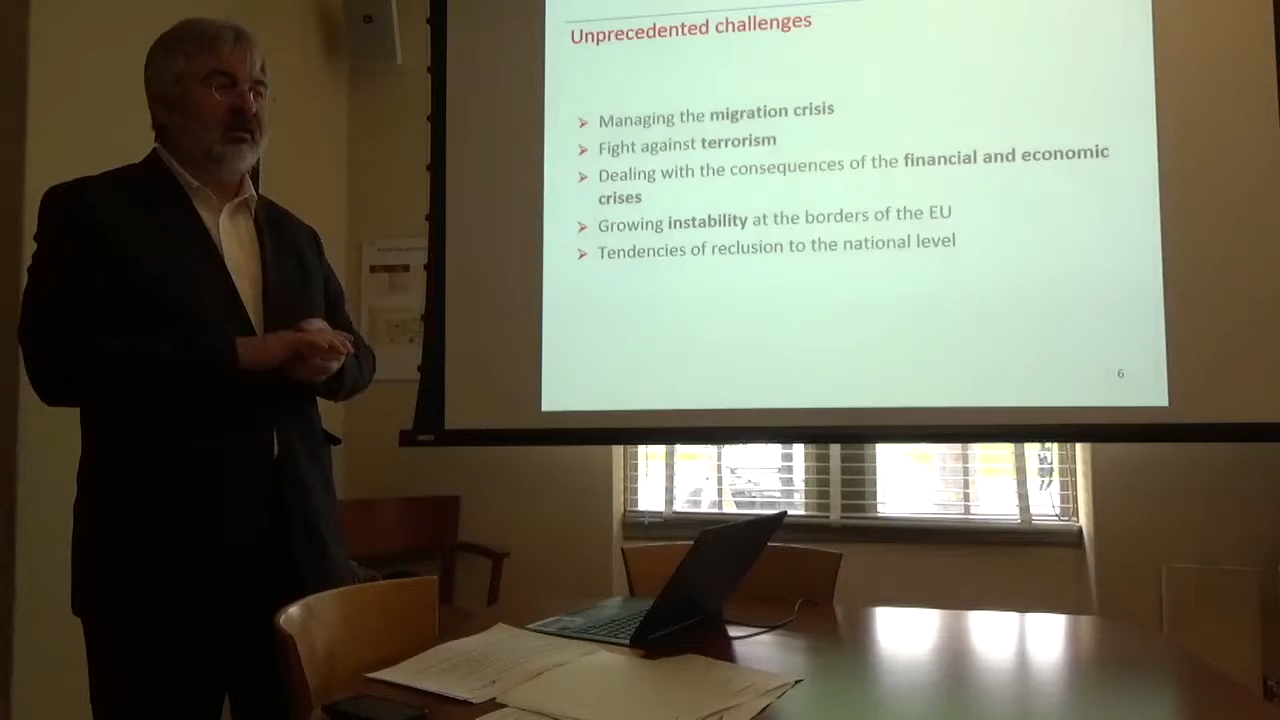 Unprecedented challenges
➢ Managing the migration crisis
➢ Fight against terrorism
➢ Dealing with the consequences of the financial and economic
crises
➢ Growing instability at the borders of the EU
➢ Tendencies of reclusion to the national level
6